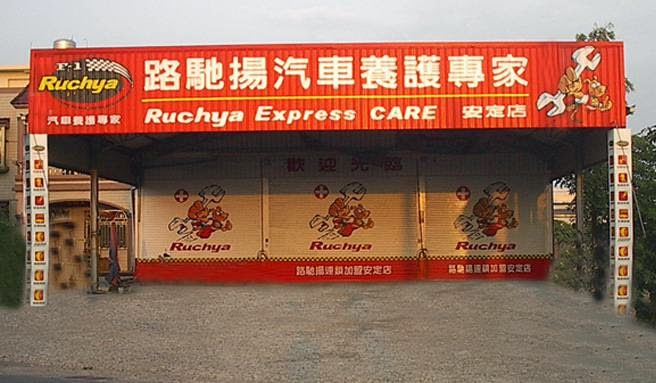 F-1
Ruchya
汽車養護專家
路馳揚汽車養護專家
Ruchya Express CARE 安定店
歡迎光臨
Ruchya
Ruchya
Ruchya
路馳揚連鎖加盟安定店
路馳揚連鎖加盟安定店